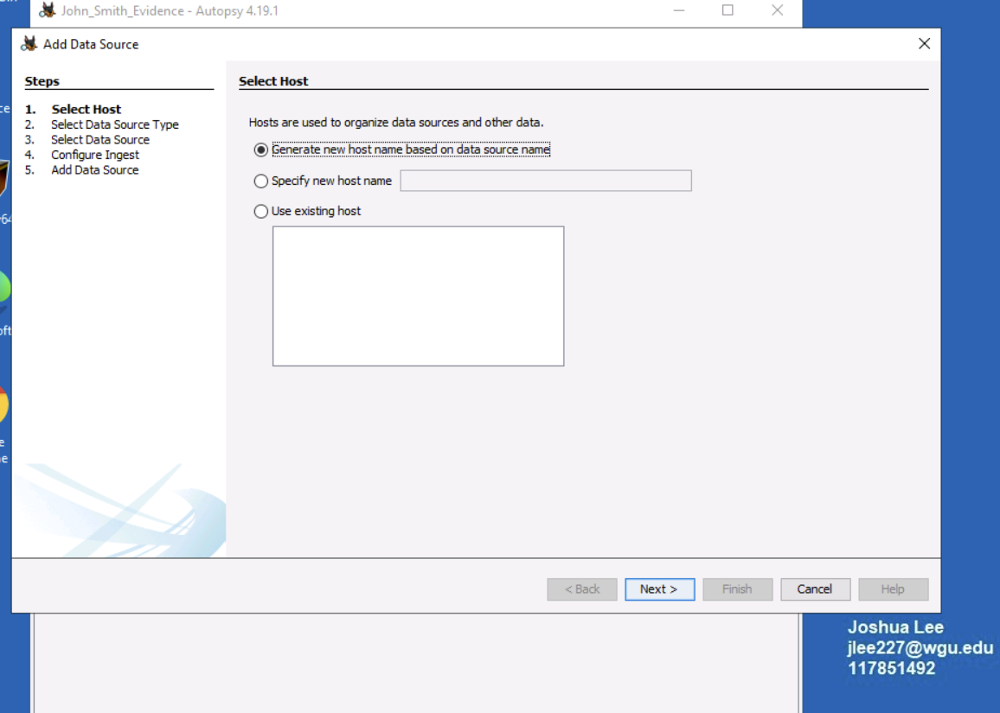 John_Smith_Evidence - Autopsy 4.19.1
Add Data Source
Steps
1. Select Host
2. Select Data Source Type
3. Select Data Source
4. Configure Ingest
5. Add Data Source
Select Host
Hosts are used to organize data sources and other data.
Generate new host name based on data source name
Specify new host name
Use existing host
< Back
Next >
Finish
Cancel
Help
Joshua Lee
jlee227@wgu.edu
117851492